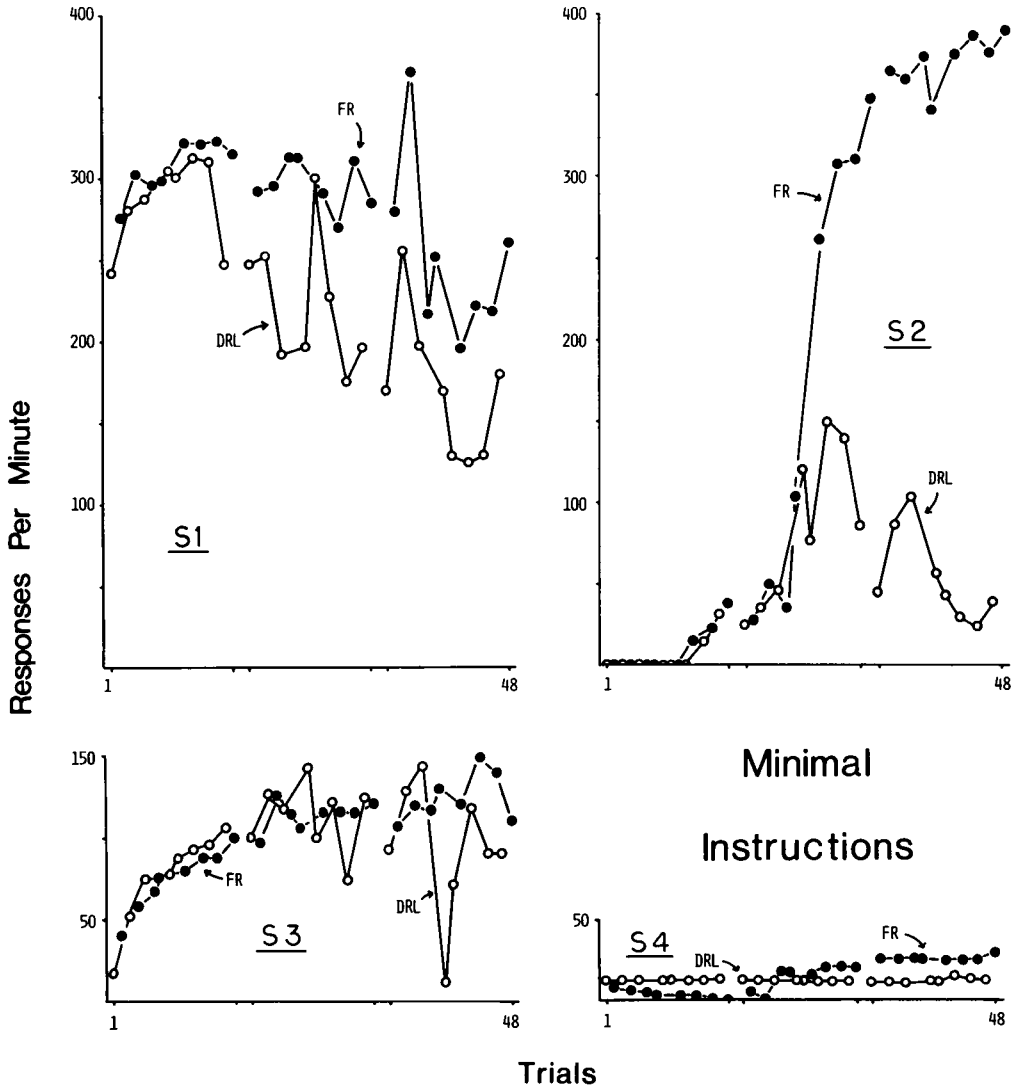 Responses Per Minute
400
300
200
100
FR
DRL
S1
1
48
400
300
200
100
FR
S2
DRL
1
48
150
50
FR
DRL
S3
1
48
Minimal
Instructions
50
S4
DRL
FR
1
48
Trials